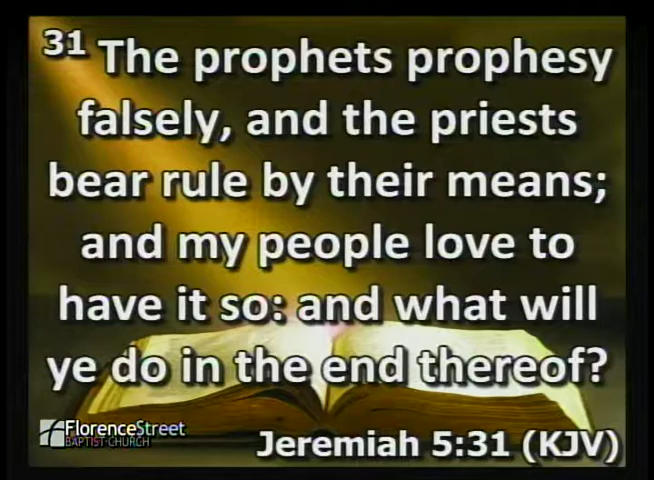 31 The prophets prophesy
falsely, and the priests
bear rule by their means;
and my people love to
have it so: and what will
ye do in the end thereof?
FlorenceStreet
BAPTIST·CHURCH
Jeremiah 5:31 (KJV)